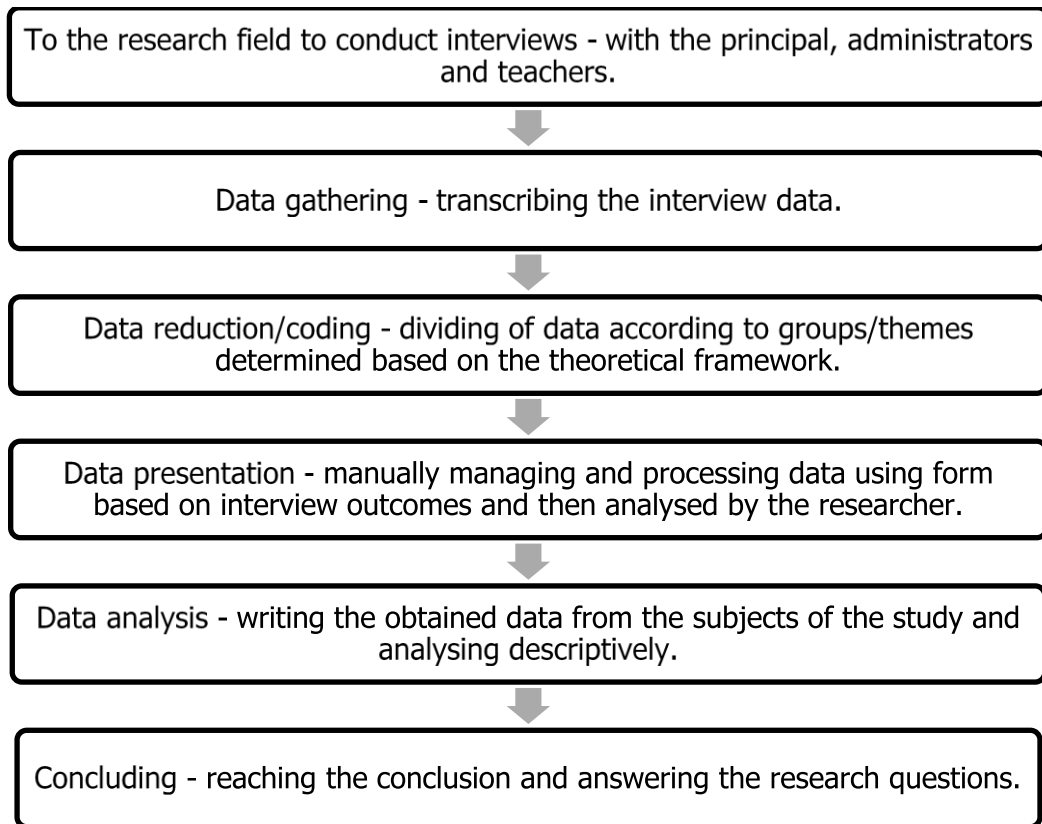 To the research field to conduct interviews - with the principal, administrators
and teachers.
Data gathering - transcribing the interview data.
Data reduction/coding - dividing of data according to groups/themes
determined based on the theoretical framework.
Data presentation - manually managing and processing data using form
based on interview outcomes and then analysed by the researcher.
Data analysis - writing the obtained data from the subjects of the study and
analysing descriptively.
Concluding - reaching the conclusion and answering the research questions.